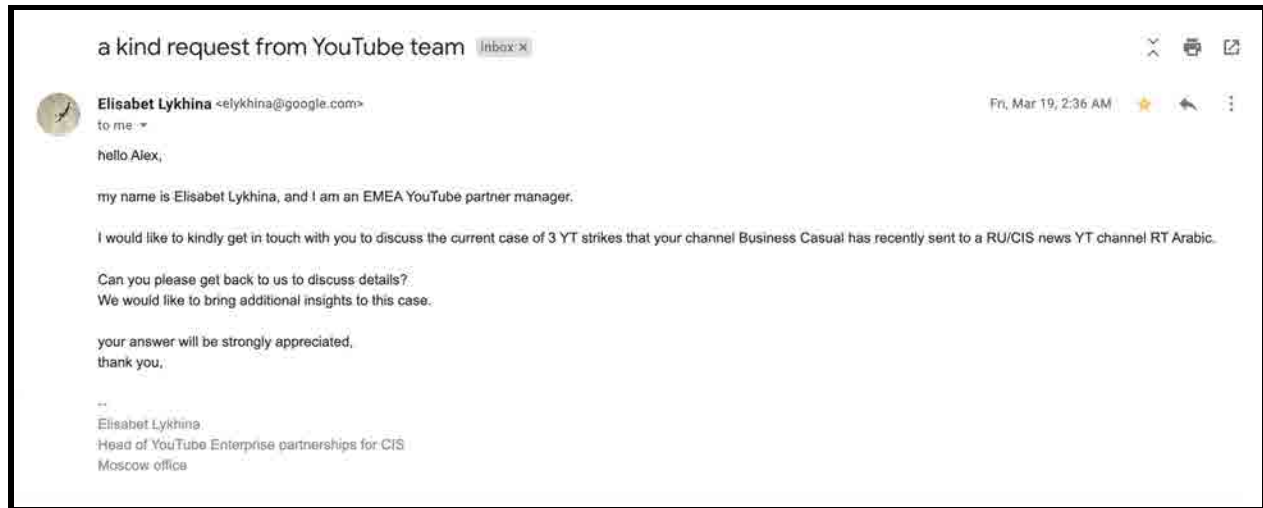 a kind request from YouTube team Inbox ×
Elisabet Lykhina <elykhina@google.com> Fri, Mar 19, 2:36 AM
to me
hello Alex,
my name is Elisabet Lykhina, and I am an EMEA YouTube partner manager.
I would like to kindly get in touch with you to discuss the current case of 3 YT strikes that your channel Business Casual has recently sent to a RU/CIS news YT channel RT Arabic.
Can you please get back to us to discuss details?
We would like to bring additional insights to this case.
your answer will be strongly appreciated,
thank you,
--
Elisabet Lykhina
Head of YouTube Enterprise partnerships for CIS
Moscow office